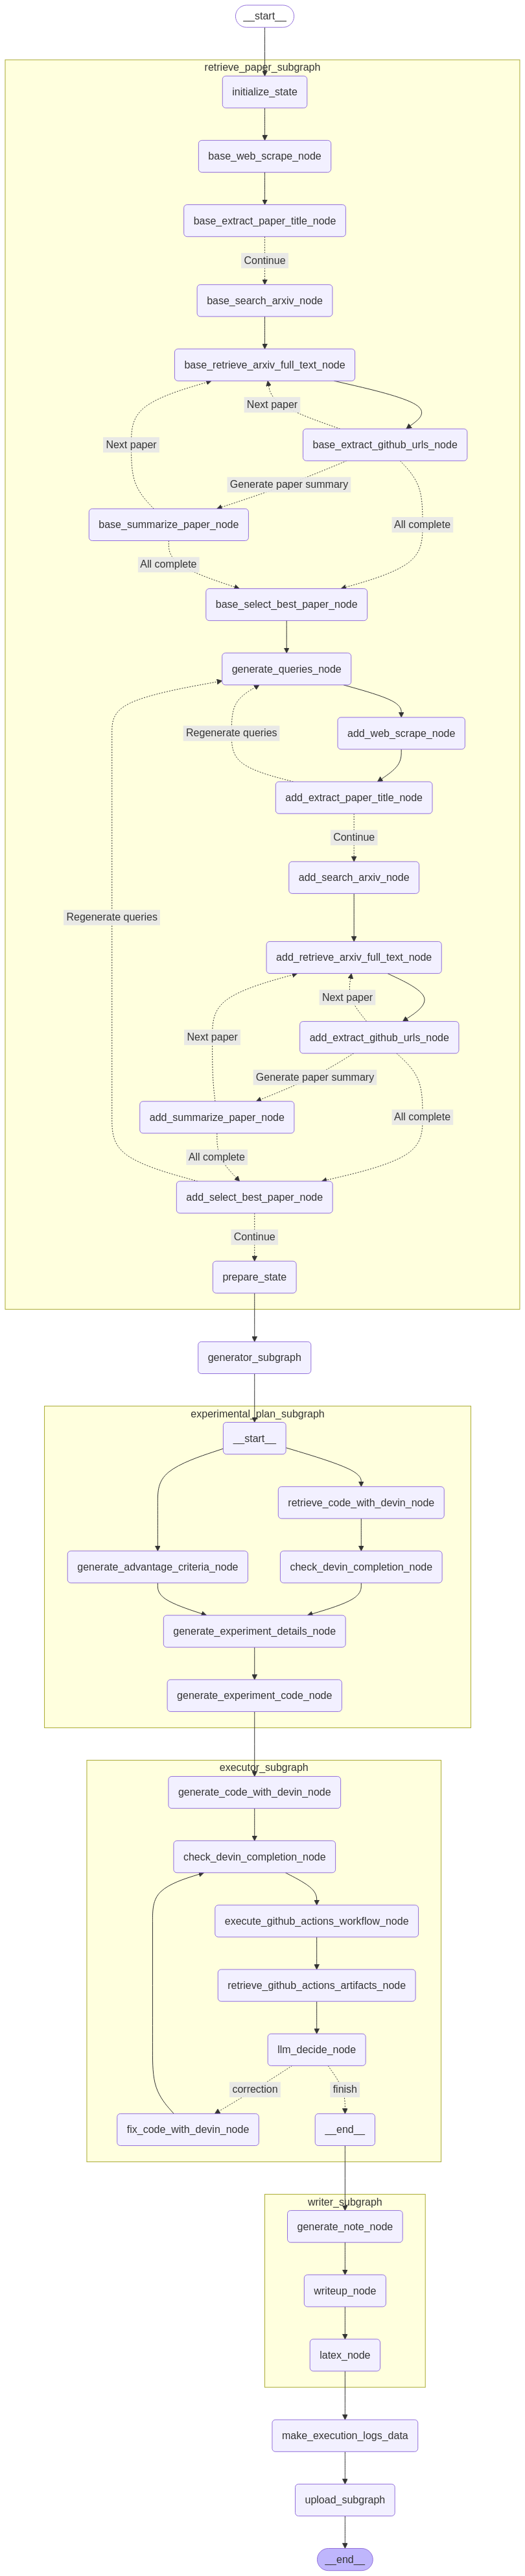 __start__
retrieve_paper_subgraph
initialize_state
base_web_scrape_node
base_extract_paper_title_node
Continue
base_search_arxiv_node
base_retrieve_arxiv_full_text_node
Next paper
base_extract_github_urls_node
Next paper
Generate paper summary
base_summarize_paper_node
All complete
All complete
base_select_best_paper_node
generate_queries_node
add_web_scrape_node
Regenerate queries
add_extract_paper_title_node
Continue
add_search_arxiv_node
Regenerate queries
add_retrieve_arxiv_full_text_node
Next paper
Next paper
add_extract_github_urls_node
Generate paper summary
add_summarize_paper_node
All complete
All complete
add_select_best_paper_node
Continue
prepare_state
generator_subgraph
experimental_plan_subgraph
__start__
retrieve_code_with_devin_node
generate_advantage_criteria_node
check_devin_completion_node
generate_experiment_details_node
generate_experiment_code_node
executor_subgraph
generate_code_with_devin_node
check_devin_completion_node
execute_github_actions_workflow_node
retrieve_github_actions_artifacts_node
llm_decide_node
correction
finish
fix_code_with_devin_node
__end__
writer_subgraph
generate_note_node
writeup_node
latex_node
make_execution_logs_data
upload_subgraph
__end__